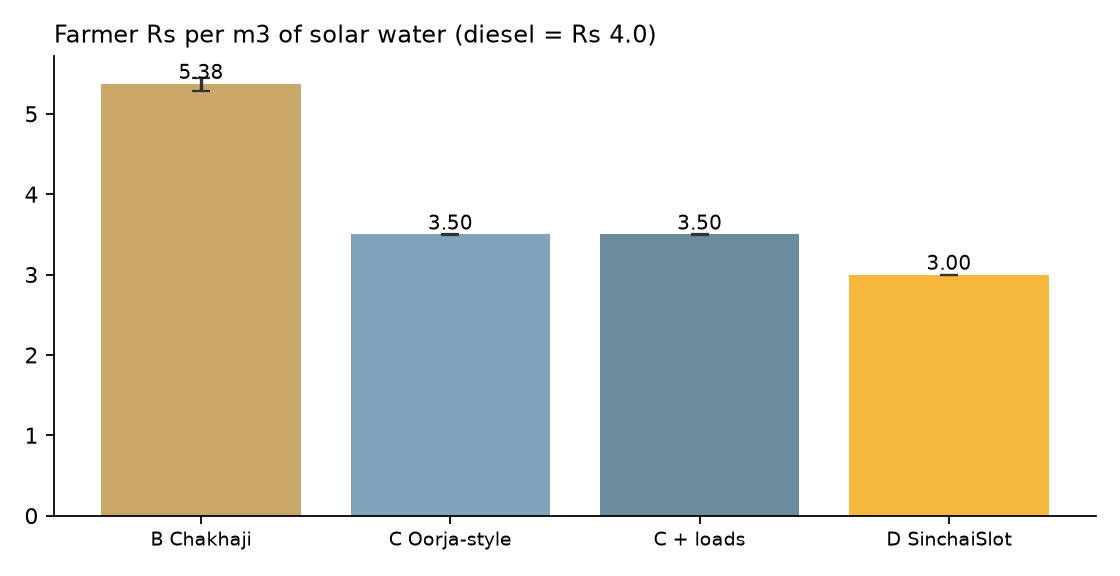 Farmer Rs per m3 of solar water (diesel = Rs 4.0)
5.38
3.50
3.50
3.00
5
4
3
2
1
0
B Chakhaji
C Oorja-style
C + loads
D SinchaiSlot